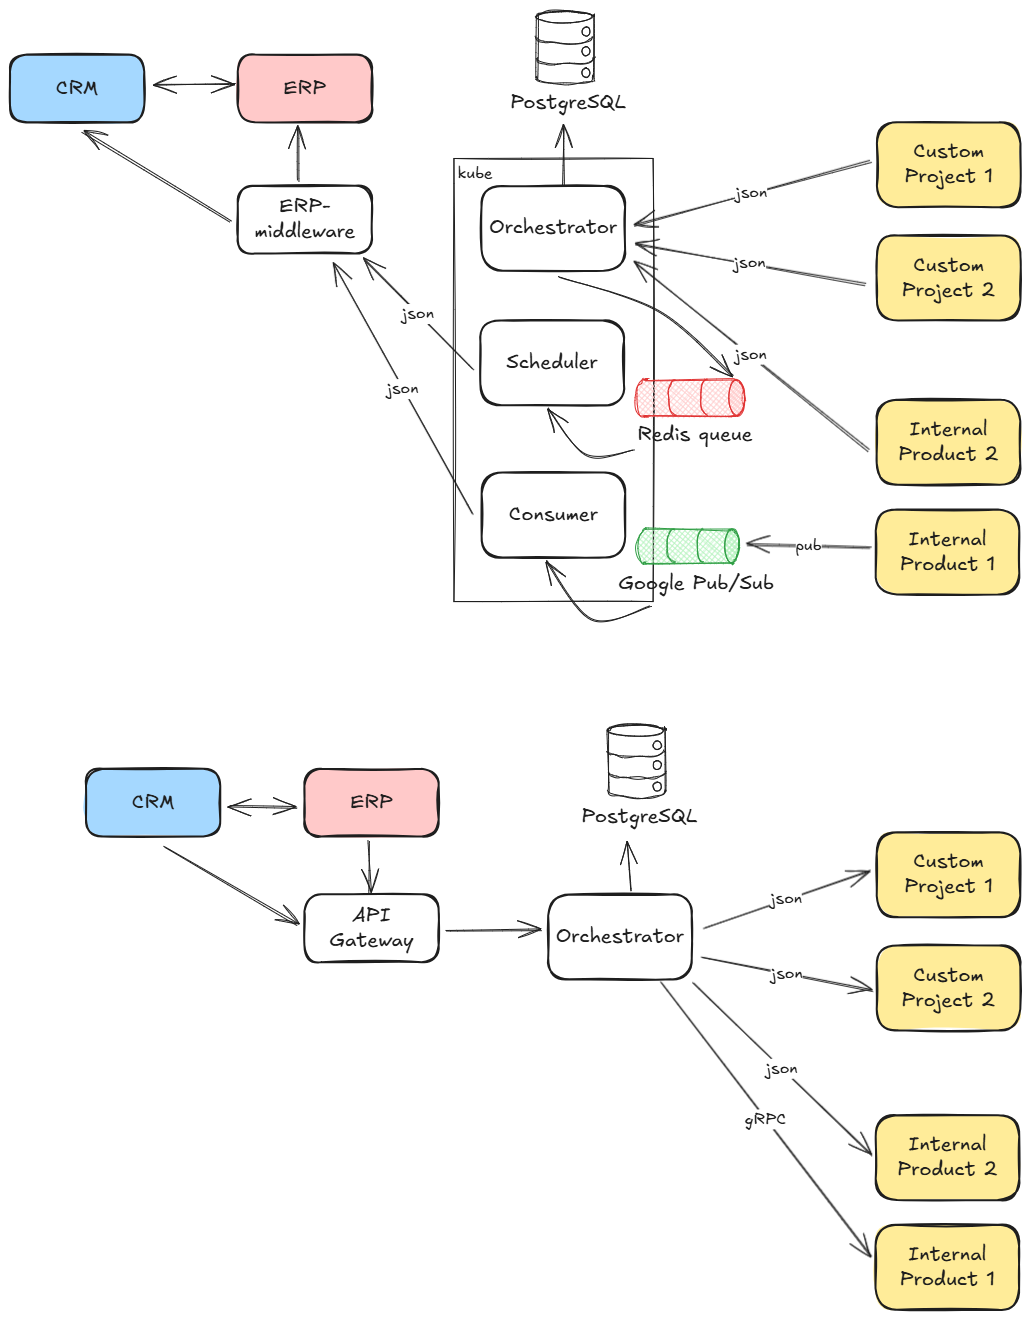 PostgreSQL
CRM
ERP
kube
ERP-
middleware
Orchestrator
json
Custom
Project 1
json
Custom
Project 2
json
Scheduler
json
json
Redis queue
Internal
Product 2
Consumer
pub
Internal
Product 1
Google Pub/Sub
PostgreSQL
CRM
ERP
API
Gateway
Orchestrator
json
Custom
Project 1
json
Custom
Project 2
json
gRPC
Internal
Product 2
Internal
Product 1